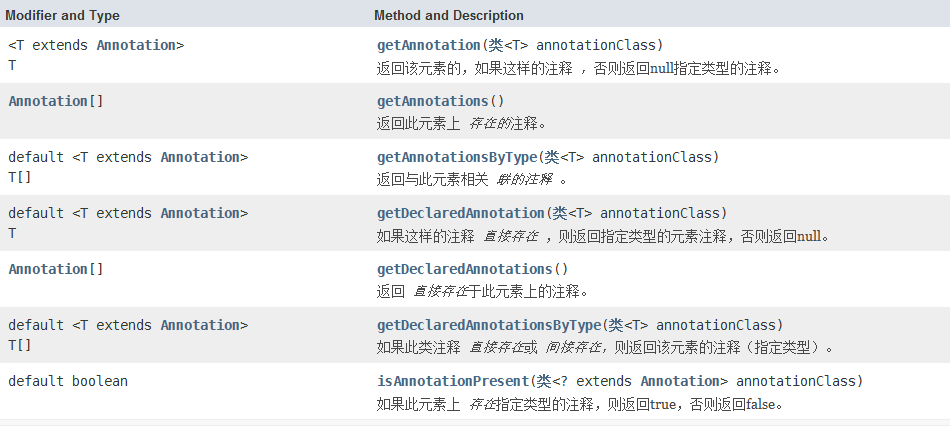 Modifier and Type Method and Description
<T extends Annotation> getAnnotation(类<T> annotationClass)
T 返回该元素的，如果这样的注释 ，否则返回null指定类型的注释。
Annotation[] getAnnotations()
返回此元素上 存在的注释。
default <T extends Annotation> getAnnotationsByType(类<T> annotationClass)
T[] 返回与此元素相关 联的注释 。
default <T extends Annotation> getDeclaredAnnotation(类<T> annotationClass)
T 如果这样的注释 直接存在 ，则返回指定类型的元素注释，否则返回null。
Annotation[] getDeclaredAnnotations()
返回 直接存在于此元素上的注释。
default <T extends Annotation> getDeclaredAnnotationsByType(类<T> annotationClass)
T[] 如果此类注释 直接存在或 间接存在，则返回该元素的注释（指定类型）。
default boolean isAnnotationPresent(类<? extends Annotation> annotationClass)
如果此元素上 存在指定类型的注释，则返回true，否则返回false。